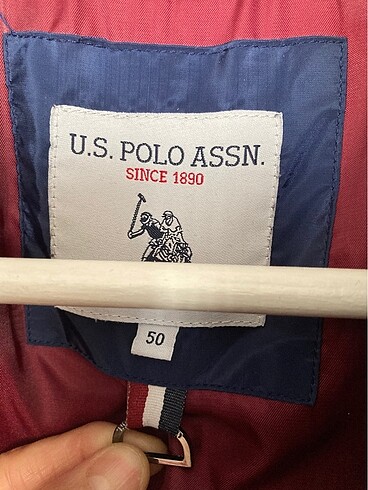 U.S. POLO ASSN.
SINCE 1890
50